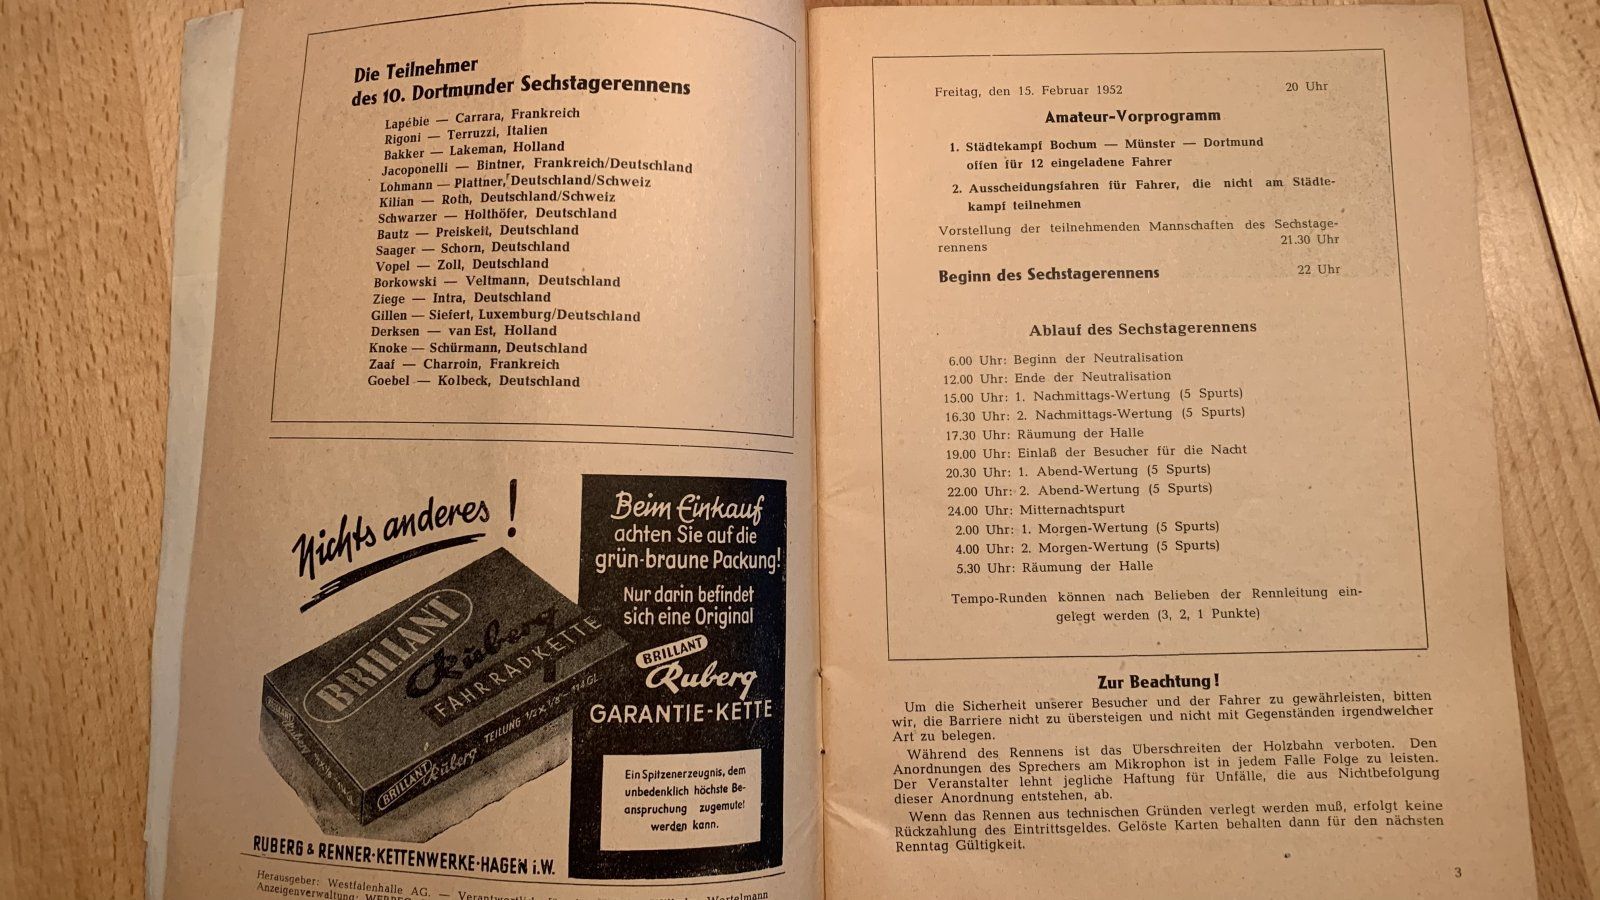 Die Teilnehmer
des 10. Dortmunder Sechstagerennens
Lapébie — Carrara, Frankreich
Rigoni — Terruzzi, Italien
Bakker — Lakeman, Holland
Jacoponelli — Bintner, Frankreich/Deutschland
Lohmann — Plattner, Deutschland/Schweiz
Kilian — Roth, Deutschland/Schweiz
Schwarzer — Holthöfer, Deutschland
Bautz — Preiskeit, Deutschland
Saager — Schorn, Deutschland
Vopel — Zoll, Deutschland
Borkowski — Veltmann, Deutschland
Ziege — Intra, Deutschland
Gillen — Siefert, Luxemburg/Deutschland
Derksen — van Est, Holland
Knoke — Schürmann, Deutschland
Zaaf — Charroin, Frankreich
Goebel — Kolbeck, Deutschland
Nichts anderes!
BRILLANT
Ruberg
FAHRRADKETTE
BRILLANT
Ruberg TEILUNG 1/2 x 1/8" - 114 GL
Beim Einkauf
achten Sie auf die
grün-braune Packung!
Nur darin befindet
sich eine Original
BRILLANT
Ruberg
GARANTIE-KETTE
Ein Spitzenerzeugnis, dem
unbedenklich höchste Be-
anspruchung zugemutet
werden kann.
RUBERG & RENNER·KETTENWERKE·HAGEN i.W.
Herausgeber: Westfalenhalle AG. —
Anzeigenverwaltung:
Freitag, den 15. Februar 1952 20 Uhr
Amateur-Vorprogramm
1. Städtekampf Bochum — Münster — Dortmund
offen für 12 eingeladene Fahrer
2. Ausscheidungsfahren für Fahrer, die nicht am Städte-
kampf teilnehmen
Vorstellung der teilnehmenden Mannschaften des Sechstage-
rennens 21.30 Uhr
Beginn des Sechstagerennens 22 Uhr
Ablauf des Sechstagerennens
6.00 Uhr: Beginn der Neutralisation
12.00 Uhr: Ende der Neutralisation
15.00 Uhr: 1. Nachmittags-Wertung (5 Spurts)
16.30 Uhr: 2. Nachmittags-Wertung (5 Spurts)
17.30 Uhr: Räumung der Halle
19.00 Uhr: Einlaß der Besucher für die Nacht
20.30 Uhr: 1. Abend-Wertung (5 Spurts)
22.00 Uhr: 2. Abend-Wertung (5 Spurts)
24.00 Uhr: Mitternachtspurt
2.00 Uhr: 1. Morgen-Wertung (5 Spurts)
4.00 Uhr: 2. Morgen-Wertung (5 Spurts)
5.30 Uhr: Räumung der Halle
Tempo-Runden können nach Belieben der Rennleitung ein-
gelegt werden (3, 2, 1 Punkte)
Zur Beachtung!
Um die Sicherheit unserer Besucher und der Fahrer zu gewährleisten, bitten
wir, die Barriere nicht zu übersteigen und nicht mit Gegenständen irgendwelcher
Art zu belegen.
Während des Rennens ist das Überschreiten der Holzbahn verboten. Den
Anordnungen des Sprechers am Mikrophon ist in jedem Falle Folge zu leisten.
Der Veranstalter lehnt jegliche Haftung für Unfälle, die aus Nichtbefolgung
dieser Anordnung entstehen, ab.
Wenn das Rennen aus technischen Gründen verlegt werden muß, erfolgt keine
Rückzahlung des Eintrittsgeldes. Gelöste Karten behalten dann für den nächsten
Renntag Gültigkeit.
3